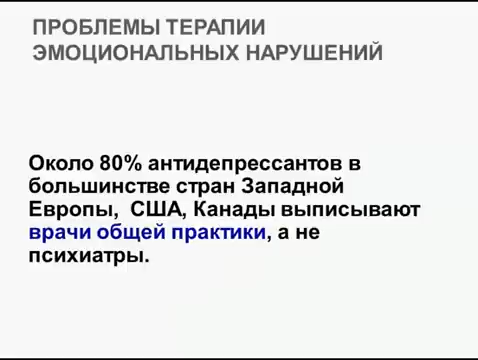 ПРОБЛЕМЫ ТЕРАПИИ
ЭМОЦИОНАЛЬНЫХ НАРУШЕНИЙ
Около 80% антидепрессантов в
большинстве стран Западной
Европы, США, Канады выписывают
врачи общей практики, а не
психиатры.